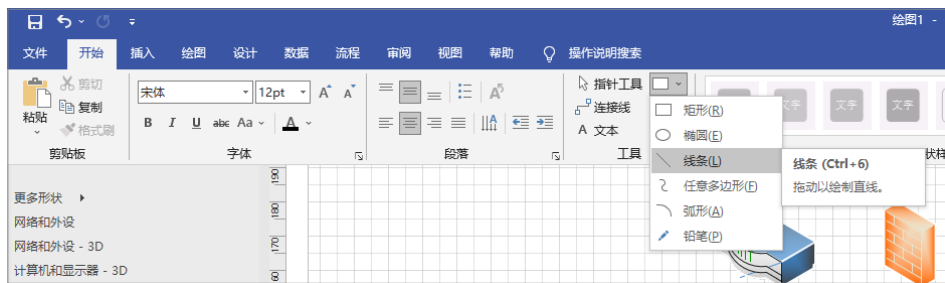 绘图1 -
文件 开始 插入 绘图 设计 数据 流程 审阅 视图 帮助 操作说明搜索
粘贴
剪切
复制
格式刷
剪贴板
宋体 12pt A A
B I U abc Aa A
字体
段落
指针工具
连接线
A 文本
工具
文字 文字 文字
状样
矩形(R)
椭圆(E)
线条(L)
任意多边形(F)
弧形(A)
铅笔(P)
线条 (Ctrl+6)
拖动以绘制直线。
更多形状
网络和外设
网络和外设 - 3D
计算机和显示器 - 3D
190
180
170